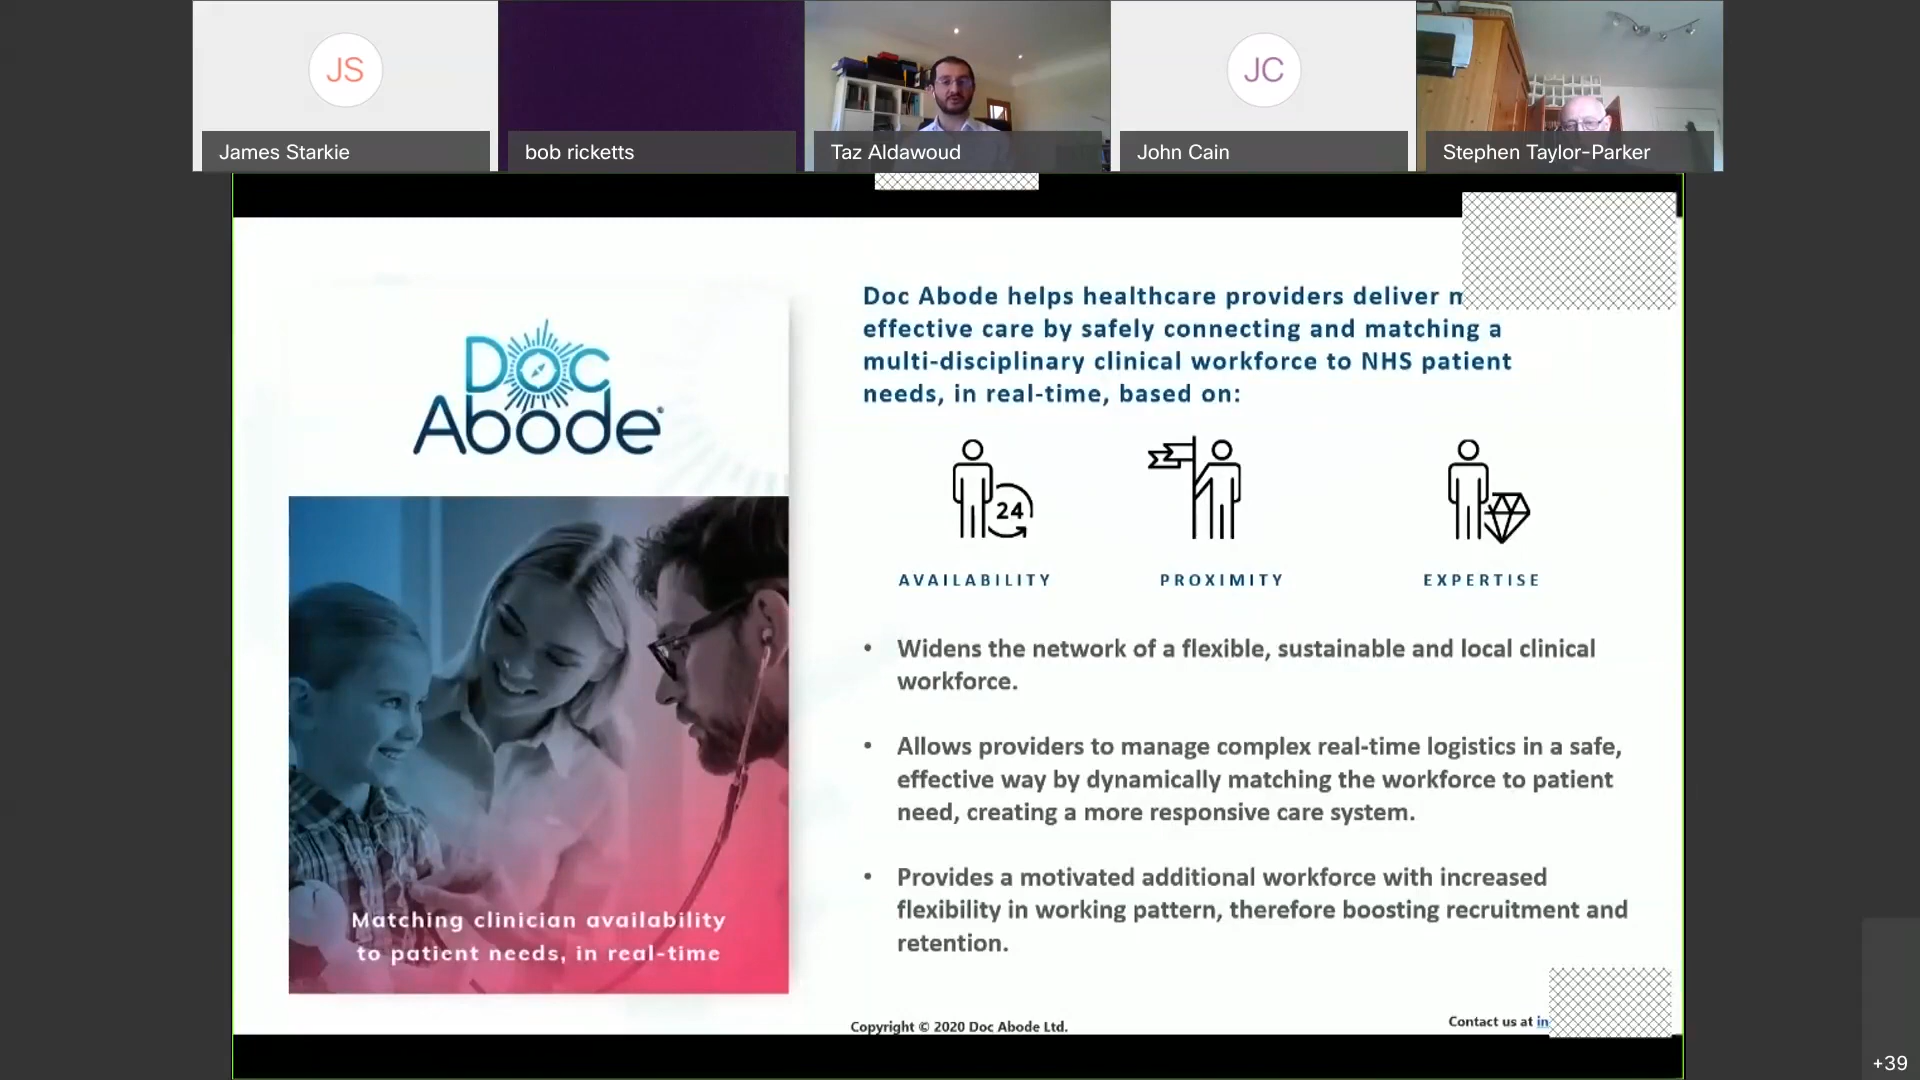 JS
JC
James Starkie
bob ricketts
Taz Aldawoud
John Cain
Stephen Taylor-Parker
Doc
Abode
Matching clinician availability
to patient needs, in real-time
Doc Abode helps healthcare providers deliver
effective care by safely connecting and matching a
multi-disciplinary clinical workforce to NHS patient
needs, in real-time, based on:
24
AVAILABILITY
PROXIMITY
EXPERTISE
• Widens the network of a flexible, sustainable and local clinical
workforce.
• Allows providers to manage complex real-time logistics in a safe,
effective way by dynamically matching the workforce to patient
need, creating a more responsive care system.
• Provides a motivated additional workforce with increased
flexibility in working pattern, therefore boosting recruitment and
retention.
Copyright © 2020 Doc Abode Ltd.
Contact us at in
+39